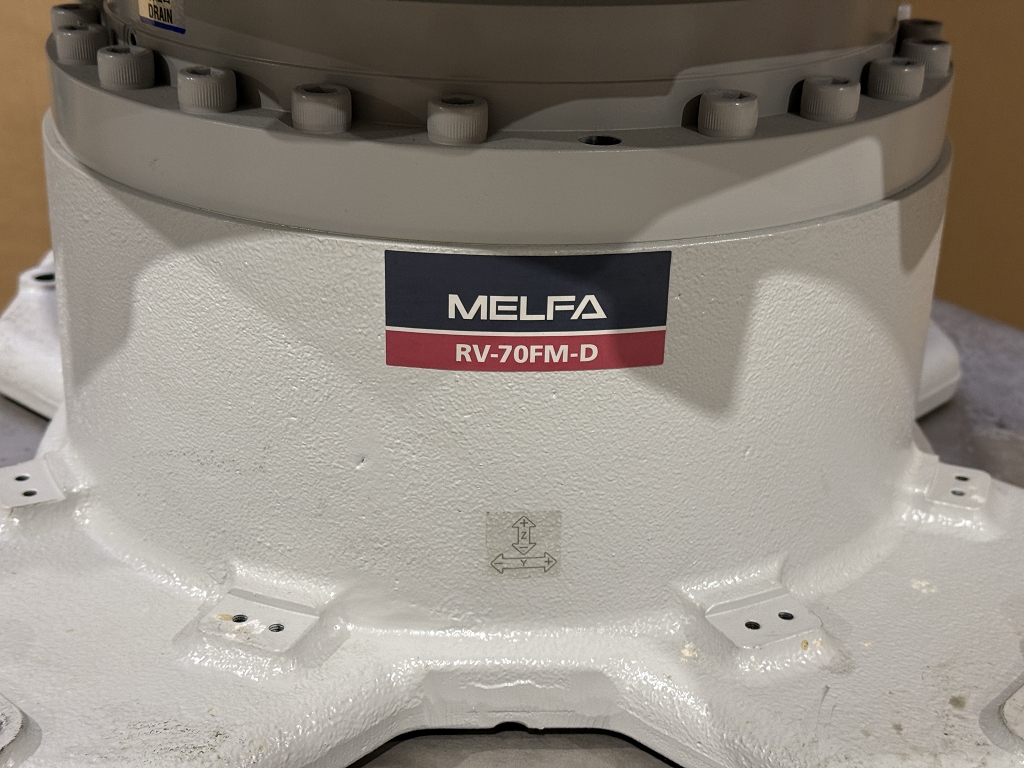 DRAIN
MELFA
RV-70FM-D
+
Z
−
− Y +